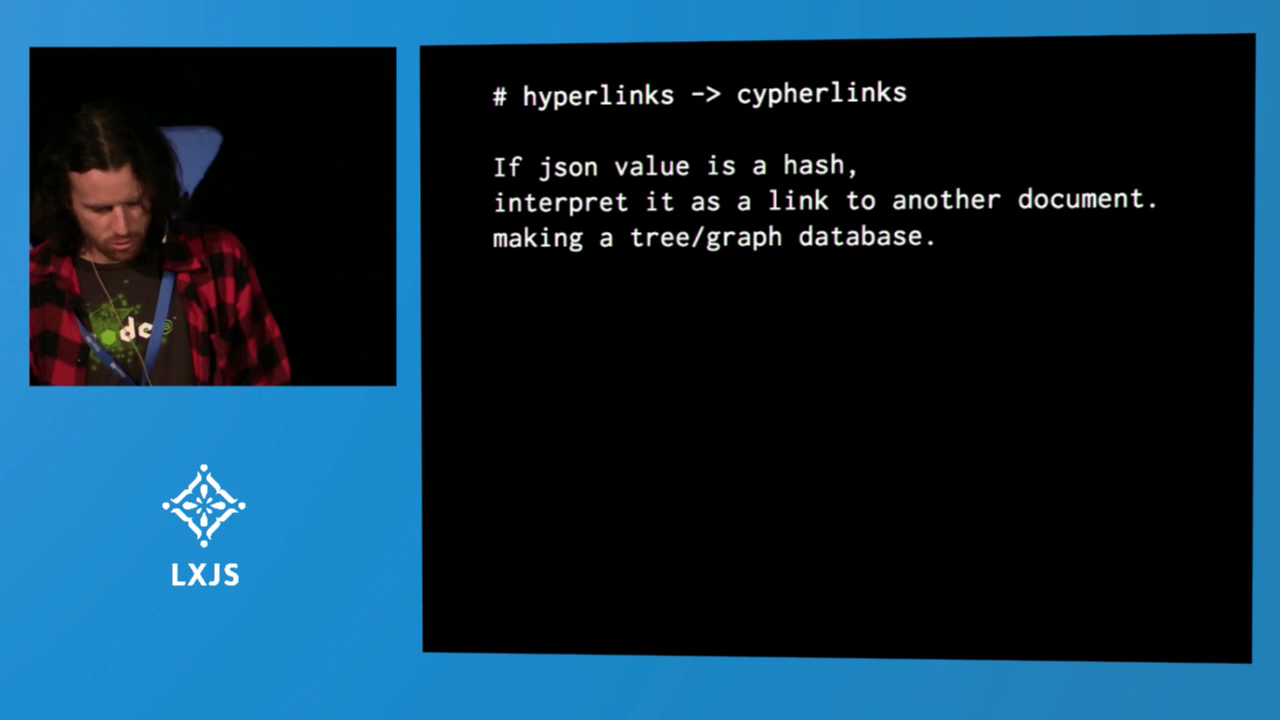 # hyperlinks -> cypherlinks
If json value is a hash,
interpret it as a link to another document.
making a tree/graph database.
LXJS